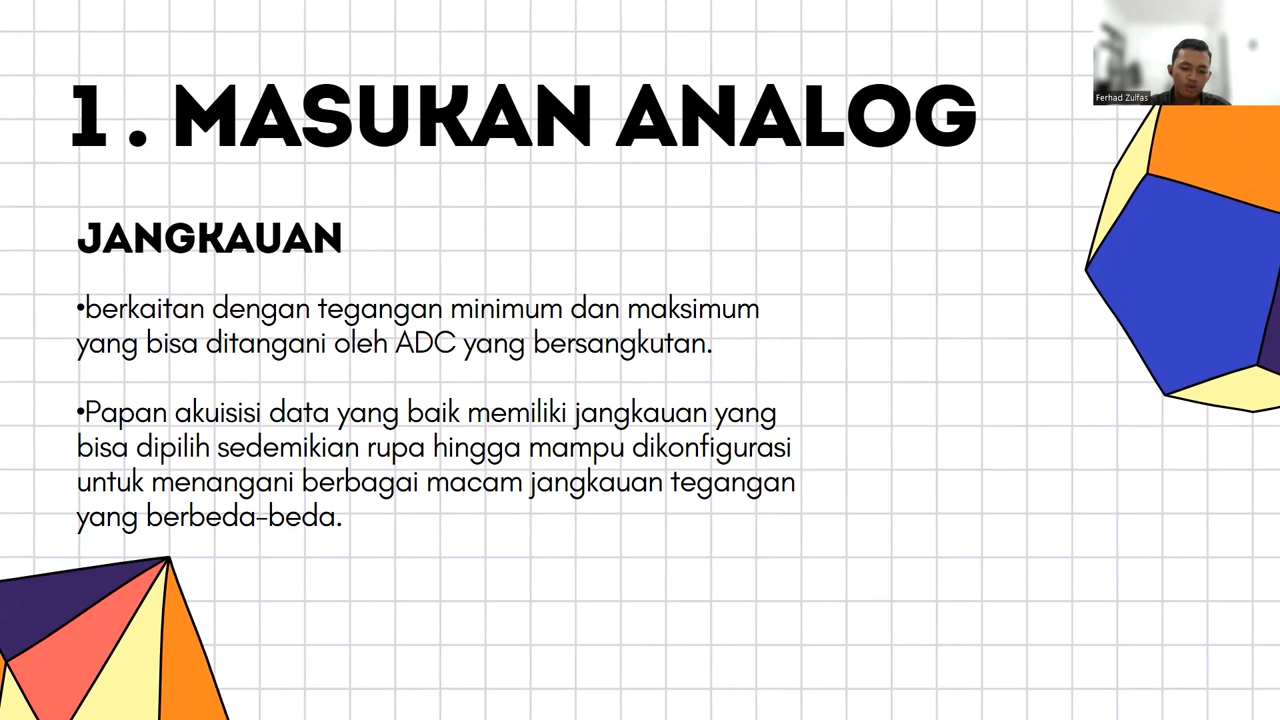 1. MASUKAN ANALOG
Ferhad Zulfas
JANGKAUAN
•berkaitan dengan tegangan minimum dan maksimum
yang bisa ditangani oleh ADC yang bersangkutan.
•Papan akuisisi data yang baik memiliki jangkauan yang
bisa dipilih sedemikian rupa hingga mampu dikonfigurasi
untuk menangani berbagai macam jangkauan tegangan
yang berbeda-beda.